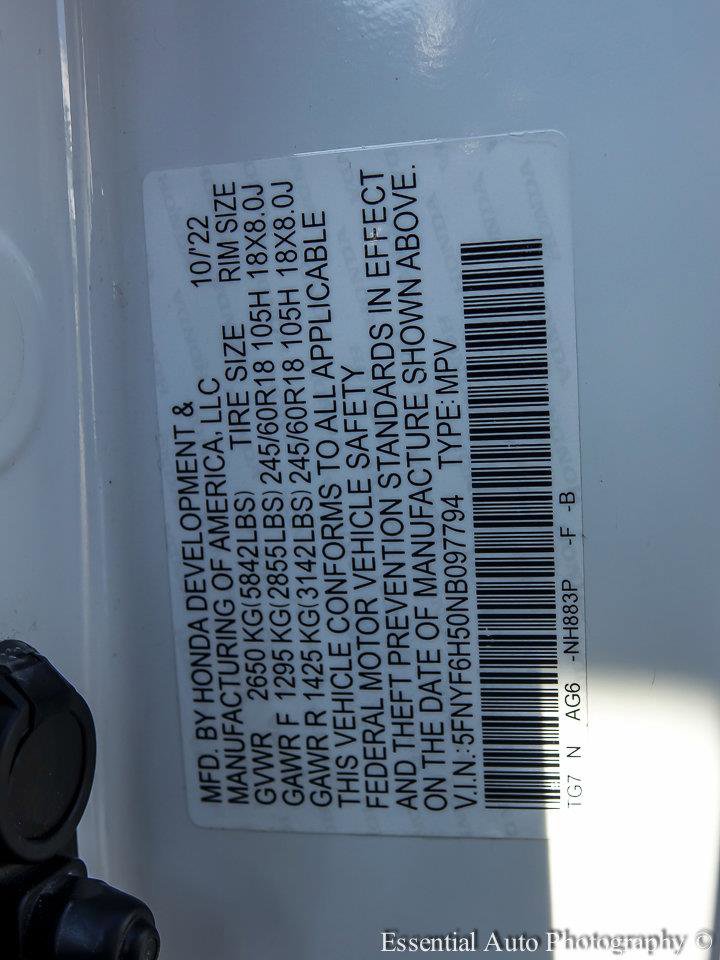 MFD. BY HONDA DEVELOPMENT &
MANUFACTURING OF AMERICA, LLC 10/'22
GVWR 2650 KG(5842LBS) TIRE SIZE RIM SIZE
GAWR F 1295 KG(2855LBS) 245/60R18 105H 18X8.0J
GAWR R 1425 KG(3142LBS) 245/60R18 105H 18X8.0J
THIS VEHICLE CONFORMS TO ALL APPLICABLE
FEDERAL MOTOR VEHICLE SAFETY
AND THEFT PREVENTION STANDARDS IN EFFECT
ON THE DATE OF MANUFACTURE SHOWN ABOVE.
V.I.N.: 5FNYF6H50NB097794 TYPE: MPV
TG7 N AG6 -NH883P -F -B
Essential Auto Photography ©